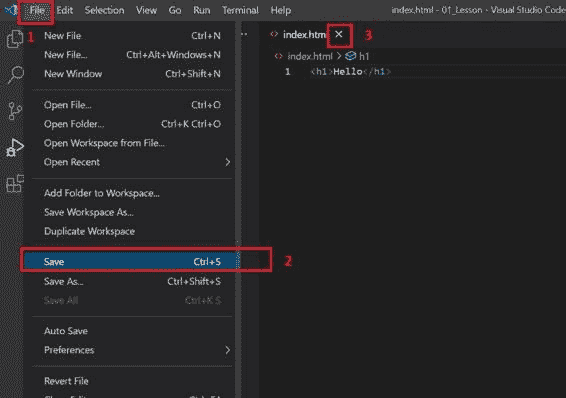 File Edit Selection View Go Run Terminal Help index.html - 01_Lesson - Visual Studio Code
1
New File Ctrl+N
New File... Ctrl+Alt+Windows+N
New Window Ctrl+Shift+N
Open File... Ctrl+O
Open Folder... Ctrl+K Ctrl+O
Open Workspace from File...
Open Recent
Add Folder to Workspace...
Save Workspace As...
Duplicate Workspace
Save Ctrl+S
2
Save As... Ctrl+Shift+S
Save All Ctrl+K S
Auto Save
Preferences
Revert File
index.html
3
index.html > h1
1 <h1>Hello</h1>